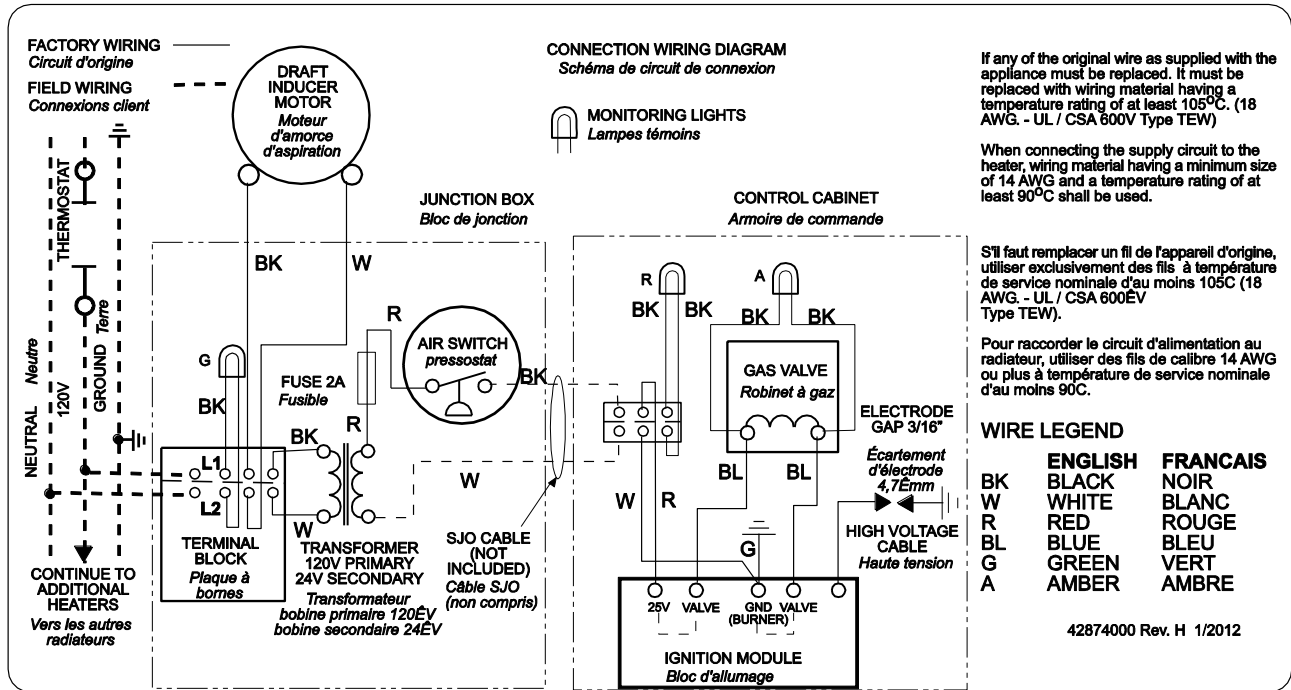 FACTORY WIRING
Circuit d'origine
FIELD WIRING
Connexions client
DRAFT
INDUCER
MOTOR
Moteur
d'amorce
d'aspiration
CONNECTION WIRING DIAGRAM
Schéma de circuit de connexion
MONITORING LIGHTS
Lampes témoins
If any of the original wire as supplied with the
appliance must be replaced. It must be
replaced with wiring material having a
temperature rating of at least 105°C. (18
AWG. - UL / CSA 600V Type TEW)
When connecting the supply circuit to the
heater, wiring material having a minimum size
of 14 AWG and a temperature rating of at
least 90°C shall be used.
S'il faut remplacer un fil de l'appareil d'origine,
utiliser exclusivement des fils à température
de service nominale d'au moins 105C (18
AWG. - UL / CSA 600ÊV
Type TEW).
Pour raccorder le circuit d'alimentation au
radiateur, utiliser des fils de calibre 14 AWG
ou plus à température de service nominale
d'au moins 90C.
WIRE LEGEND
ENGLISH FRANCAIS
BK BLACK NOIR
W WHITE BLANC
R RED ROUGE
BL BLUE BLEU
G GREEN VERT
A AMBER AMBRE
42874000 Rev. H 1/2012
THERMOSTAT
NEUTRAL Neutre
120V
GROUND Terre
CONTINUE TO
ADDITIONAL
HEATERS
Vers les autres
radiateurs
JUNCTION BOX
Bloc de jonction
BK
W
G
BK
R
AIR SWITCH
pressostat
BK
FUSE 2A
Fusible
R
BK
W
W
L1
L2
TERMINAL
BLOCK
Plaque à
bornes
TRANSFORMER
120V PRIMARY
24V SECONDARY
Transformateur
bobine primaire 120ÊV
bobine secondaire 24ÊV
SJO CABLE
(NOT
INCLUDED)
Câble SJO
(non compris)
CONTROL CABINET
Armoire de commande
R
BK
BK
A
BK
BK
GAS VALVE
Robinet à gaz
BL
BL
W
R
G
ELECTRODE
GAP 3/16"
Écartement
d'électrode
4,7Êmm
HIGH VOLTAGE
CABLE
Haute tension
25V VALVE GND VALVE
(BURNER)
IGNITION MODULE
Bloc d'allumage